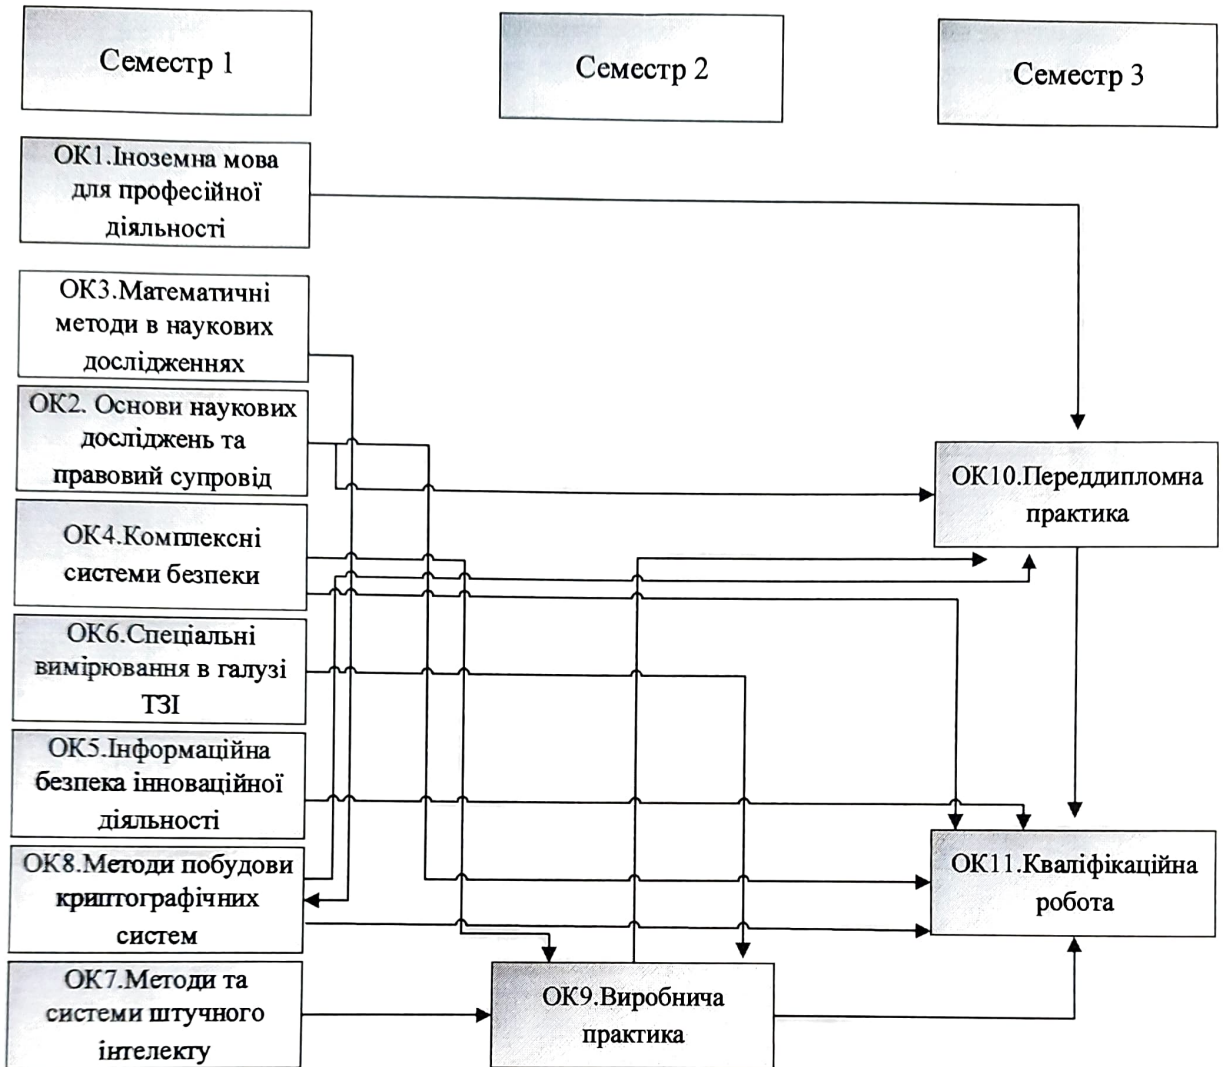 Семестр 1
Семестр 2
Семестр 3
ОК1.Іноземна мова
для професійної
діяльності
ОК3.Математичні
методи в наукових
дослідженнях
ОК2. Основи наукових
досліджень та
правовий супровід
ОК10.Переддипломна
практика
ОК4.Комплексні
системи безпеки
ОК6.Спеціальні
вимірювання в галузі
ТЗІ
ОК5.Інформаційна
безпека інноваційної
діяльності
ОК8.Методи побудови
криптографічних
систем
ОК11.Кваліфікаційна
робота
ОК7.Методи та
системи штучного
інтелекту
ОК9.Виробнича
практика